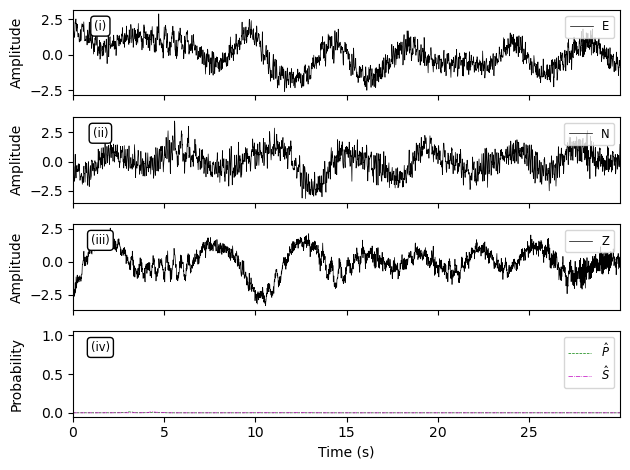 2.5
0.0
−2.5
Amplitude
(i)
E
2.5
0.0
−2.5
Amplitude
(ii)
N
2.5
0.0
−2.5
Amplitude
(iii)
Z
1.0
0.5
0.0
Probability
(iv)
P̂
Ŝ
0 5 10 15 20 25
Time (s)